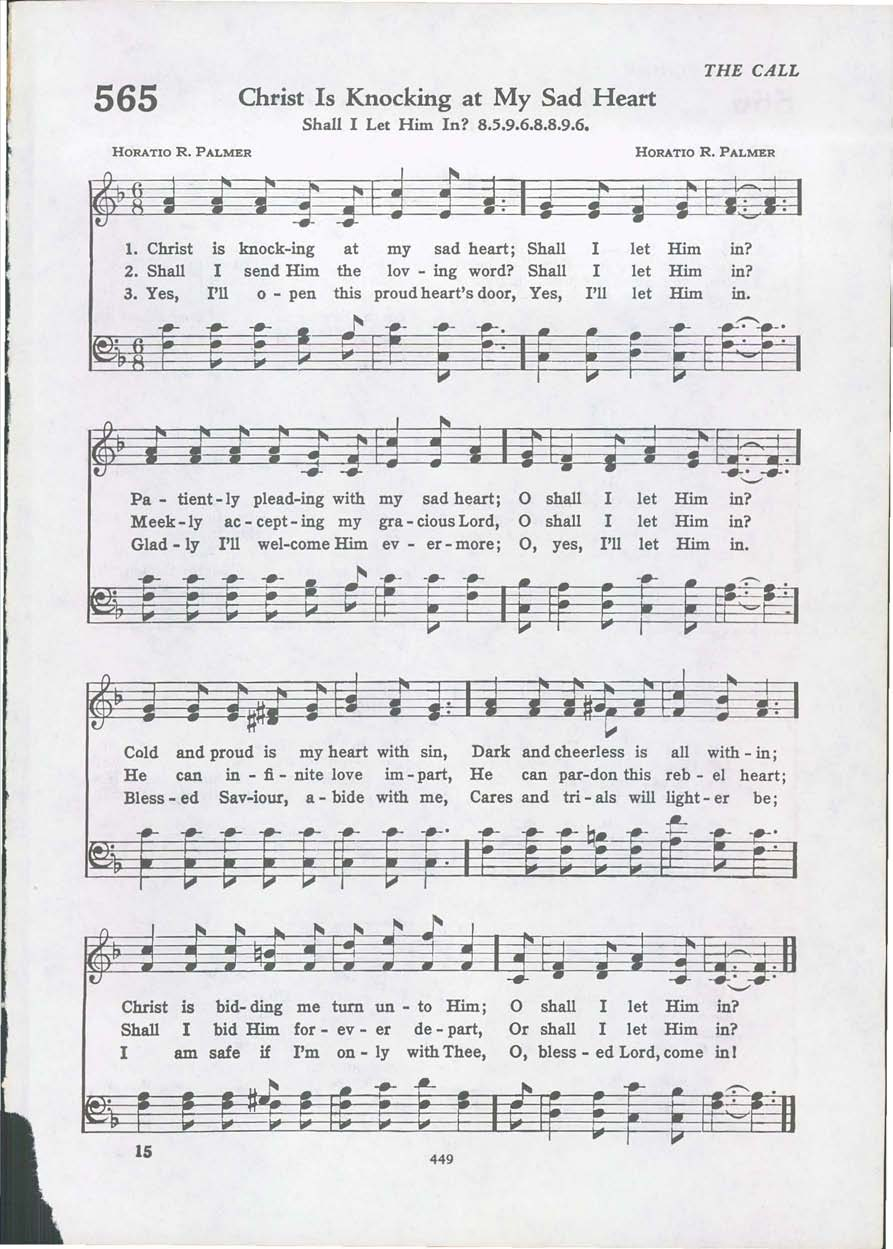 THE CALL
565 Christ Is Knocking at My Sad Heart
Shall I Let Him In? 8.5.9.6.8.8.9.6.
HORATIO R. PALMER HORATIO R. PALMER
6
8
1. Christ is knock-ing at my sad heart; Shall I let Him in?
2. Shall I send Him the lov - ing word? Shall I let Him in?
3. Yes, I'll o - pen this proud heart's door, Yes, I'll let Him in.
6
8
Pa - tient - ly plead-ing with my sad heart; O shall I let Him in?
Meek - ly ac - cept - ing my gra - cious Lord, O shall I let Him in?
Glad - ly I'll wel-come Him ev - er - more; O, yes, I'll let Him in.
Cold and proud is my heart with sin, Dark and cheerless is all with - in;
He can in - fi - nite love im - part, He can par-don this reb - el heart;
Bless - ed Sav-iour, a - bide with me, Cares and tri - als will light - er be;
Christ is bid- ding me turn un - to Him; O shall I let Him in?
Shall I bid Him for - ev - er de - part, Or shall I let Him in?
I am safe if I'm on - ly with Thee, O, bless - ed Lord, come in!
15
449